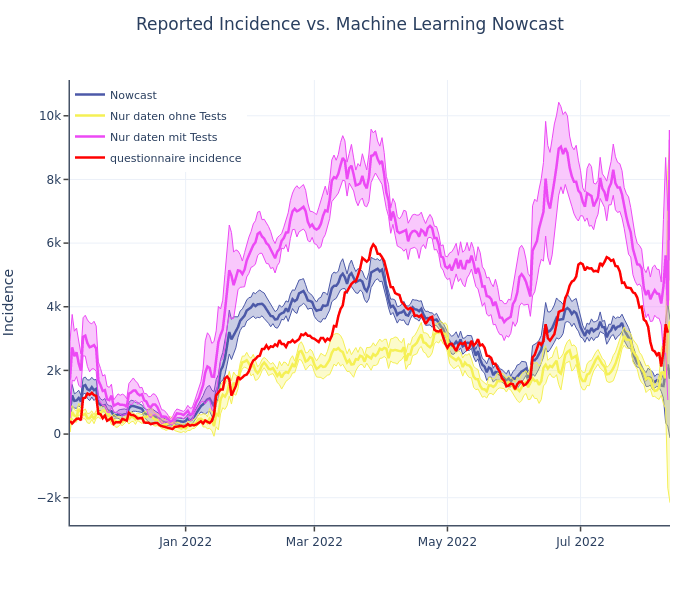 Reported Incidence vs. Machine Learning Nowcast
Nowcast
Nur daten ohne Tests
Nur daten mit Tests
questionnaire incidence
10k
8k
6k
4k
2k
0
−2k
Incidence
Jan 2022
Mar 2022
May 2022
Jul 2022